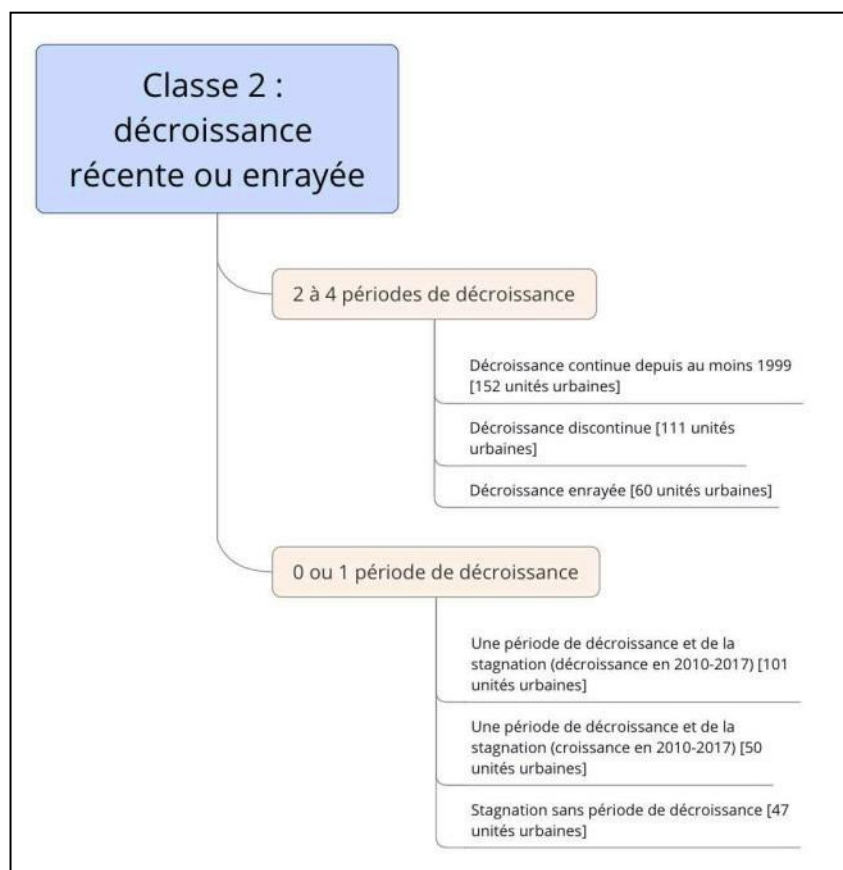 Classe 2 :
décroissance
récente ou enrayée
2 à 4 périodes de décroissance
Décroissance continue depuis au moins 1999
[152 unités urbaines]
Décroissance discontinue [111 unités
urbaines]
Décroissance enrayée [60 unités urbaines]
0 ou 1 période de décroissance
Une période de décroissance et de la
stagnation (décroissance en 2010-2017) [101
unités urbaines]
Une période de décroissance et de la
stagnation (croissance en 2010-2017) [50
unités urbaines]
Stagnation sans période de décroissance [47
unités urbaines]